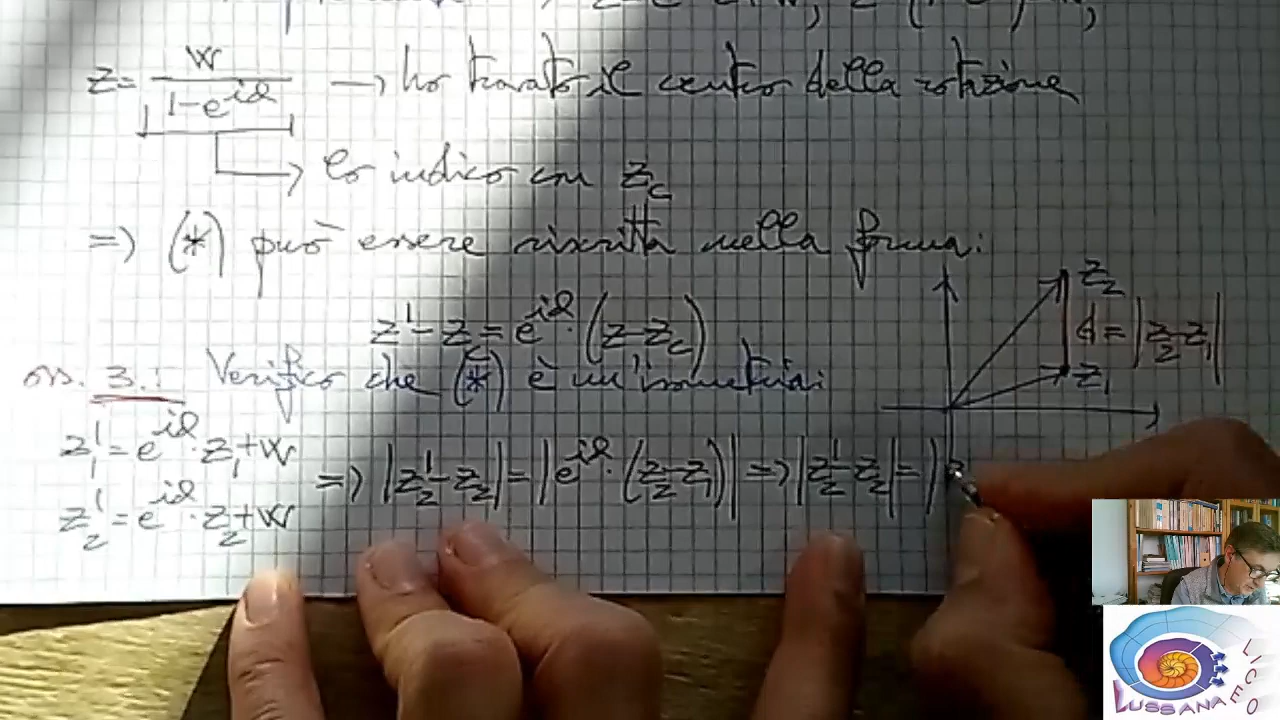 z = w / (1-e^{iα}) → ho trovato il centro della rotazione
→ lo indico con z_c
⇒ (*) può essere riscritta nella forma:
z' - z_c = e^{iα}·(z-z_c)
z_2
d = |z_2-z_1|
z_1
oss. 3.: Verifico che (*) è un'isometria:
z'_1 = e^{iα}·z_1+w
z'_2 = e^{iα}·z_2+w
⇒ |z'_2-z_2| = |e^{iα}·(z_2-z_1)| ⇒ |z'_2-z_2| = |z
LUSSANA LICEO